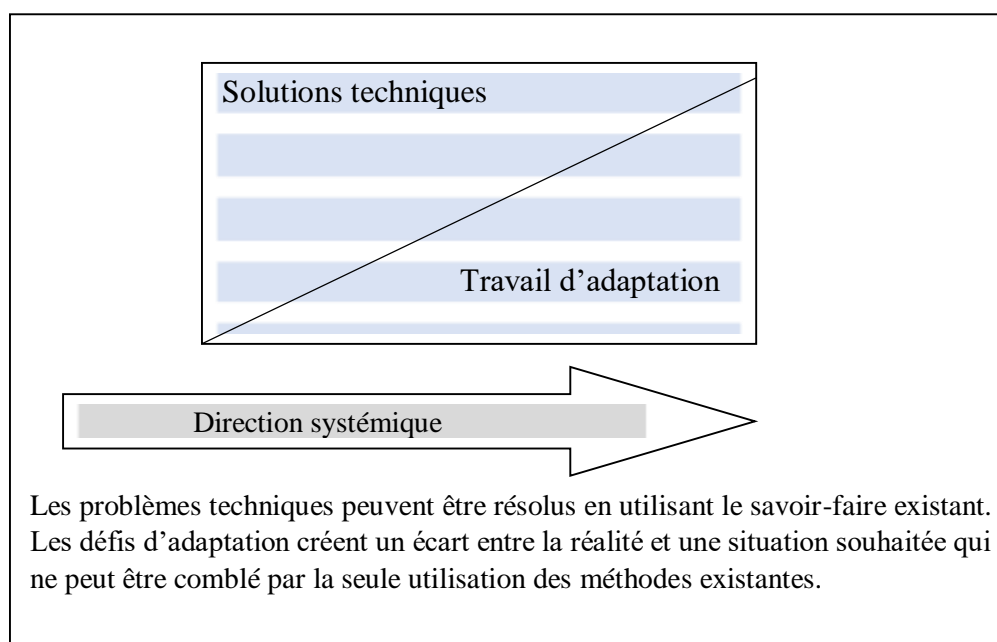 Solutions techniques
Travail d’adaptation
Direction systémique
Les problèmes techniques peuvent être résolus en utilisant le savoir-faire existant.
Les défis d’adaptation créent un écart entre la réalité et une situation souhaitée qui
ne peut être comblé par la seule utilisation des méthodes existantes.